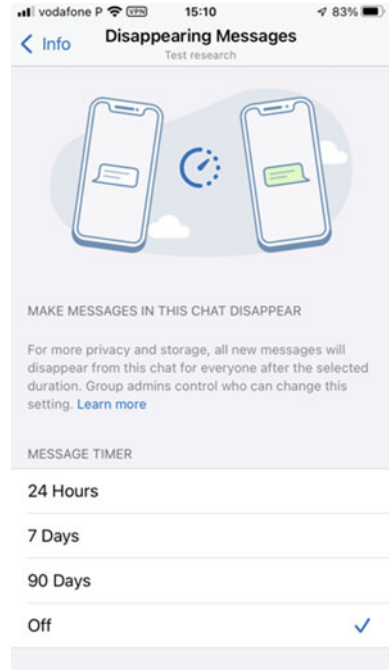 vodafone P VPN 15:10 83%
Info Disappearing Messages
Test research
MAKE MESSAGES IN THIS CHAT DISAPPEAR
For more privacy and storage, all new messages will
disappear from this chat for everyone after the selected
duration. Group admins control who can change this
setting. Learn more
MESSAGE TIMER
24 Hours
7 Days
90 Days
Off